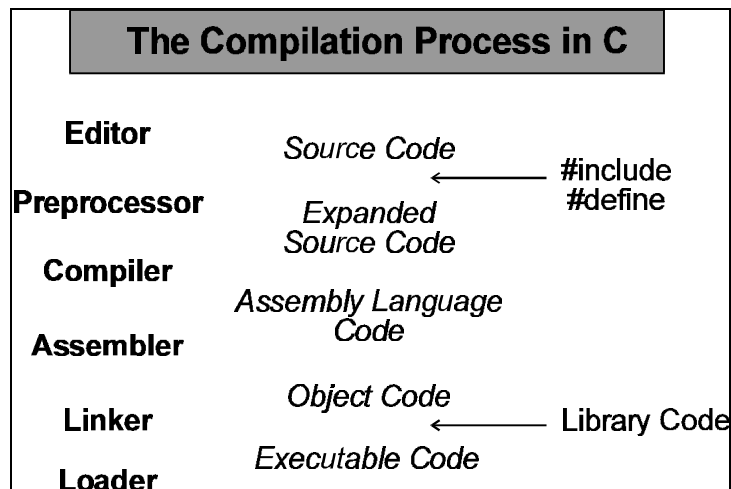 The Compilation Process in C
Editor
Source Code
#include
#define
Preprocessor
Expanded
Source Code
Compiler
Assembly Language
Code
Assembler
Object Code
Linker
Library Code
Executable Code
Loader